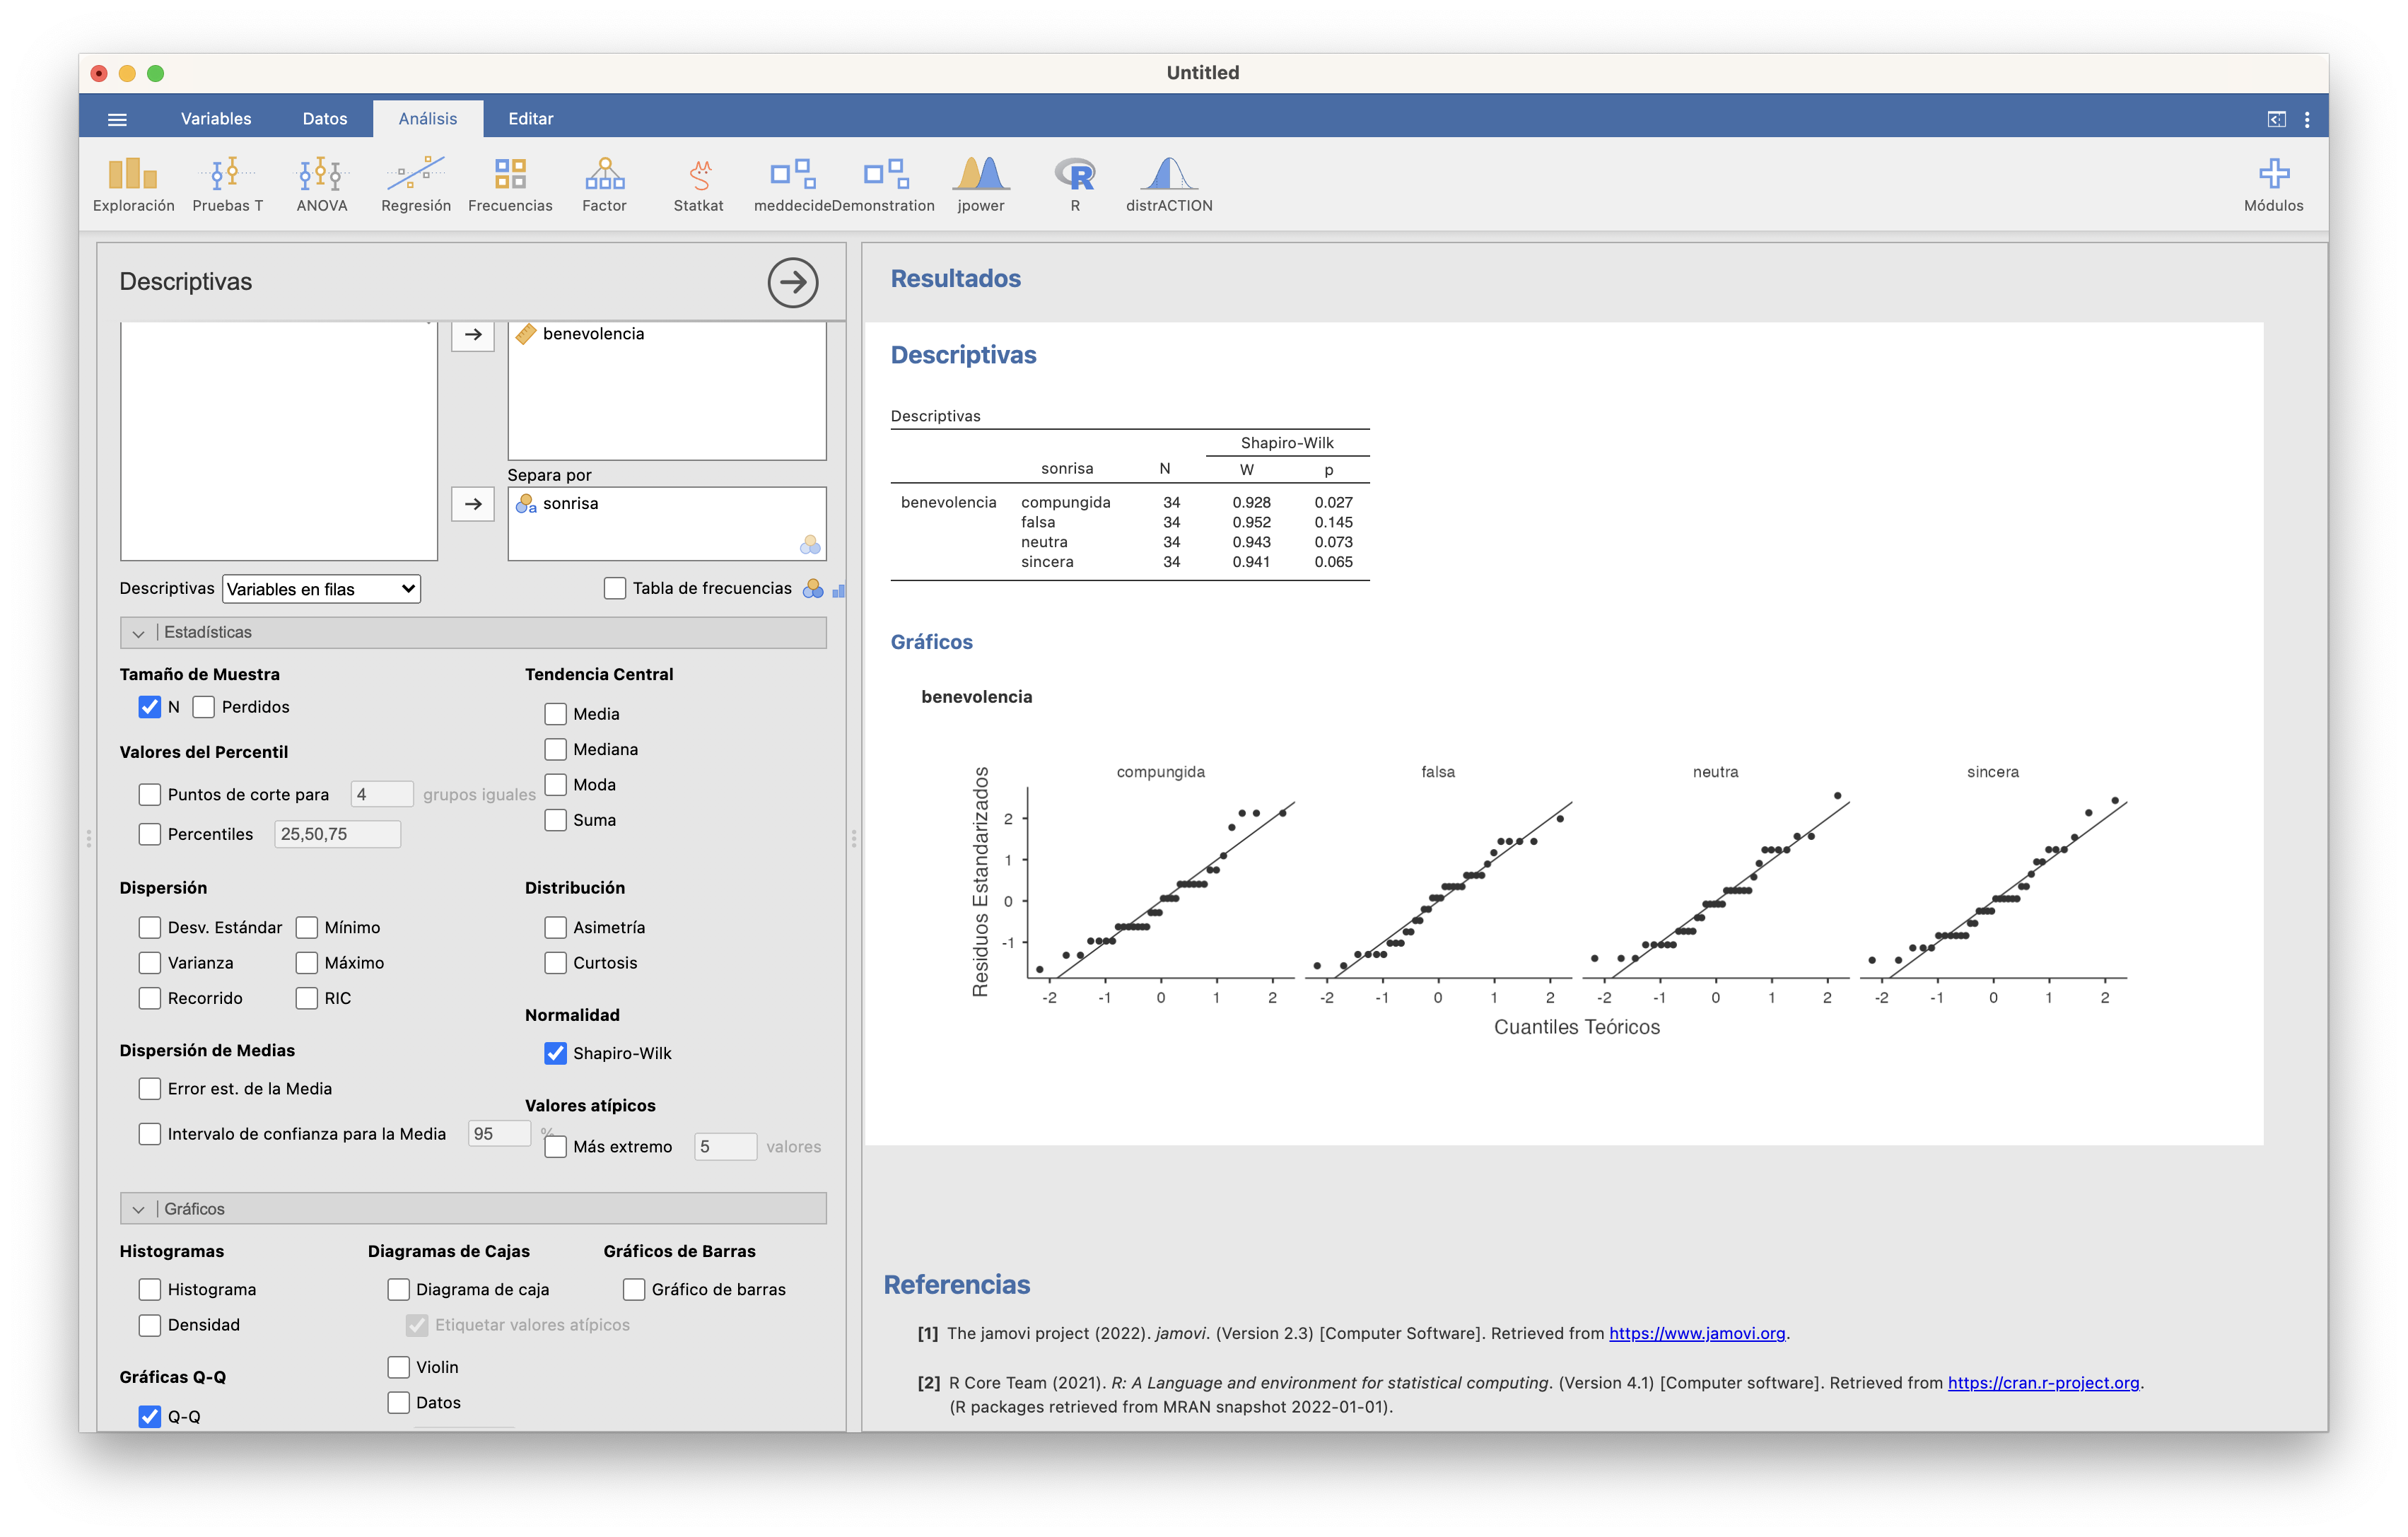 Untitled
Variables Datos Análisis Editar
Exploración Pruebas T ANOVA Regresión Frecuencias Factor Statkat meddecide Demonstration jpower R distrACTION Módulos
Descriptivas
benevolencia
Separa por
sonrisa
Descriptivas Variables en filas Tabla de frecuencias
Estadísticas
Tamaño de Muestra
N Perdidos
Valores del Percentil
Puntos de corte para 4 grupos iguales
Percentiles 25,50,75
Dispersión
Desv. Estándar Mínimo
Varianza Máximo
Recorrido RIC
Dispersión de Medias
Error est. de la Media
Intervalo de confianza para la Media 95 %
Tendencia Central
Media
Mediana
Moda
Suma
Distribución
Asimetría
Curtosis
Normalidad
Shapiro-Wilk
Valores atípicos
Más extremo 5 valores
Gráficos
Histogramas
Histograma
Densidad
Gráficas Q-Q
Q-Q
Diagramas de Cajas
Diagrama de caja
Etiquetar valores atípicos
Violin
Datos
Gráficos de Barras
Gráfico de barras
Resultados
Descriptivas
Descriptivas
Shapiro-Wilk
sonrisa N W p
benevolencia compungida 34 0.928 0.027
falsa 34 0.952 0.145
neutra 34 0.943 0.073
sincera 34 0.941 0.065
Gráficos
benevolencia
compungida falsa neutra sincera
Residuos Estandarizados
2
1
0
-1
-2 -1 0 1 2 -2 -1 0 1 2 -2 -1 0 1 2 -2 -1 0 1 2
Cuantiles Teóricos
Referencias
[1] The jamovi project (2022). jamovi. (Version 2.3) [Computer Software]. Retrieved from https://www.jamovi.org.
[2] R Core Team (2021). R: A Language and environment for statistical computing. (Version 4.1) [Computer software]. Retrieved from https://cran.r-project.org.
(R packages retrieved from MRAN snapshot 2022-01-01).